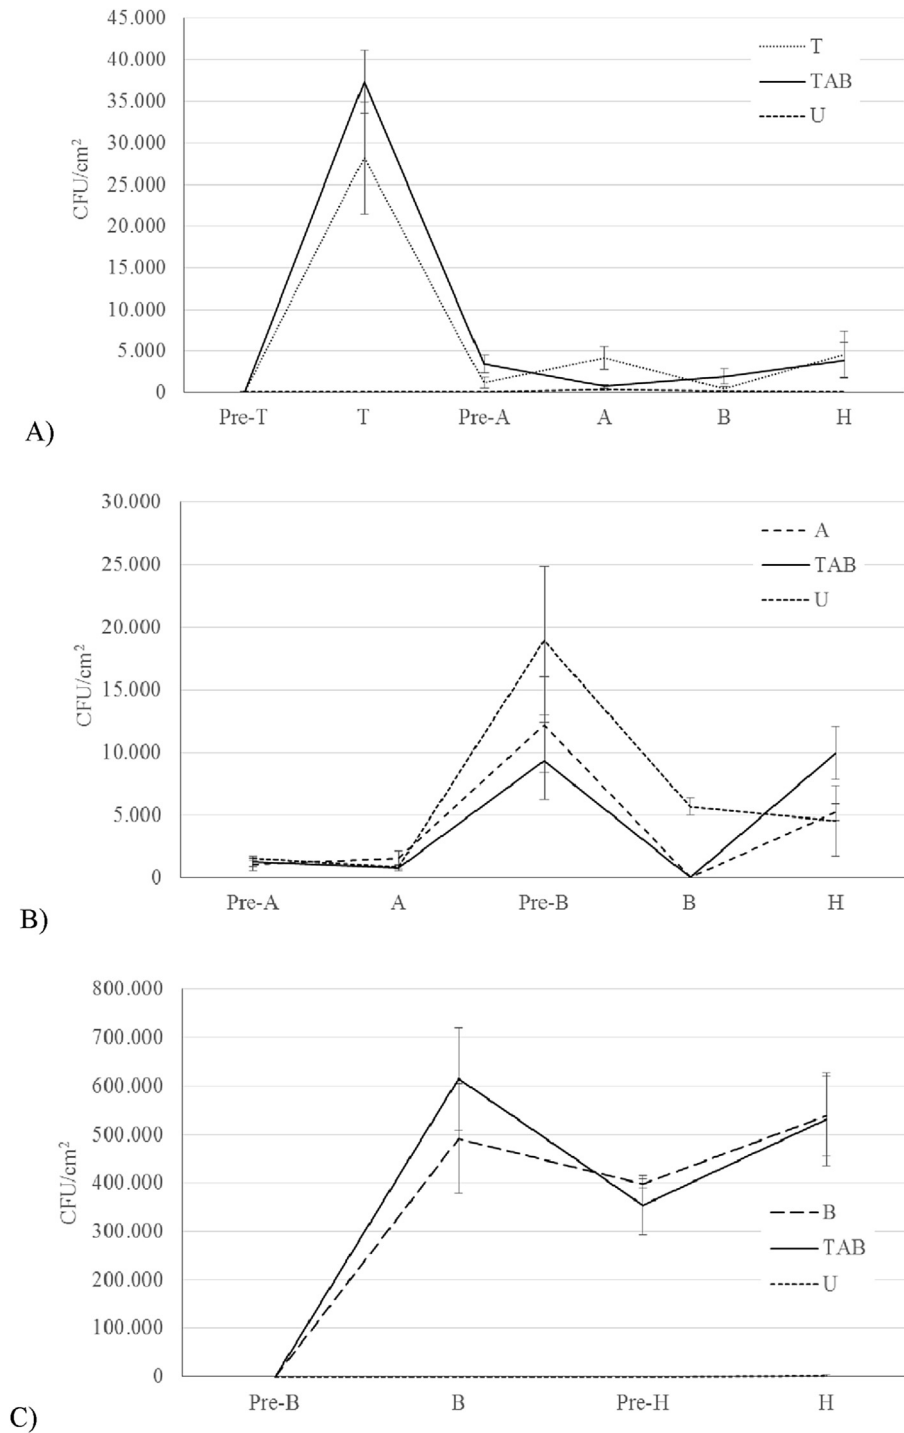 45.000
40.000
35.000
30.000
25.000
20.000
15.000
10.000
5.000
0
CFU/cm²
T
TAB
U
Pre-T T Pre-A A B H
A)
30.000
25.000
20.000
15.000
10.000
5.000
0
CFU/cm²
A
TAB
U
Pre-A A Pre-B B H
B)
800.000
700.000
600.000
500.000
400.000
300.000
200.000
100.000
0
CFU/cm²
B
TAB
U
Pre-B B Pre-H H
C)